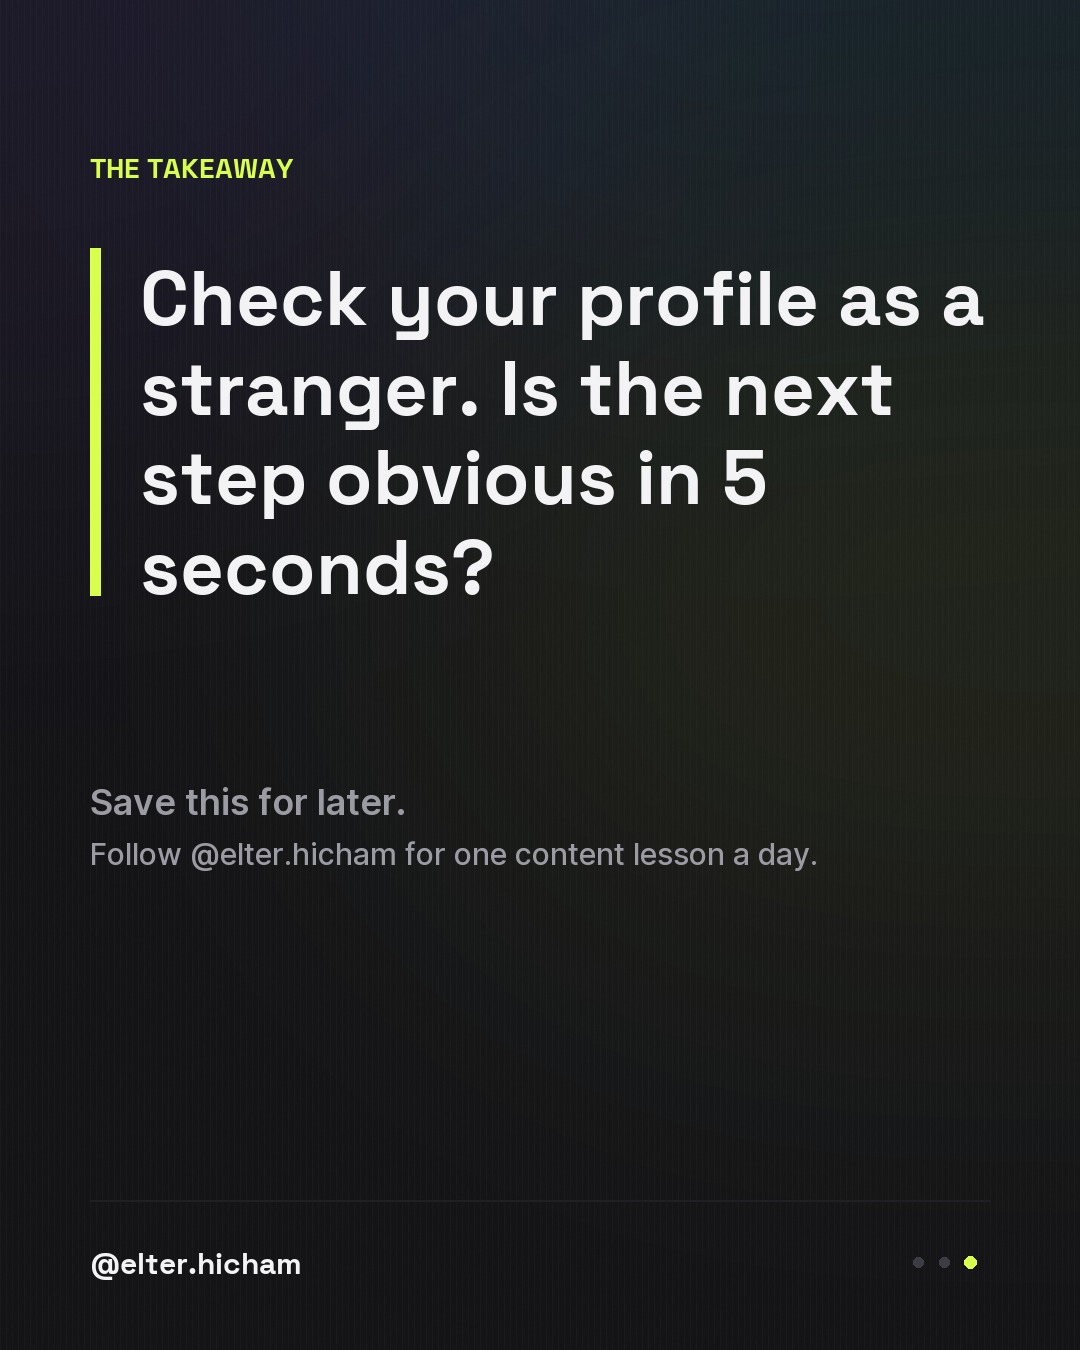 THE TAKEAWAY
Check your profile as a
stranger. Is the next
step obvious in 5
seconds?
Save this for later.
Follow @elter.hicham for one content lesson a day.
@elter.hicham